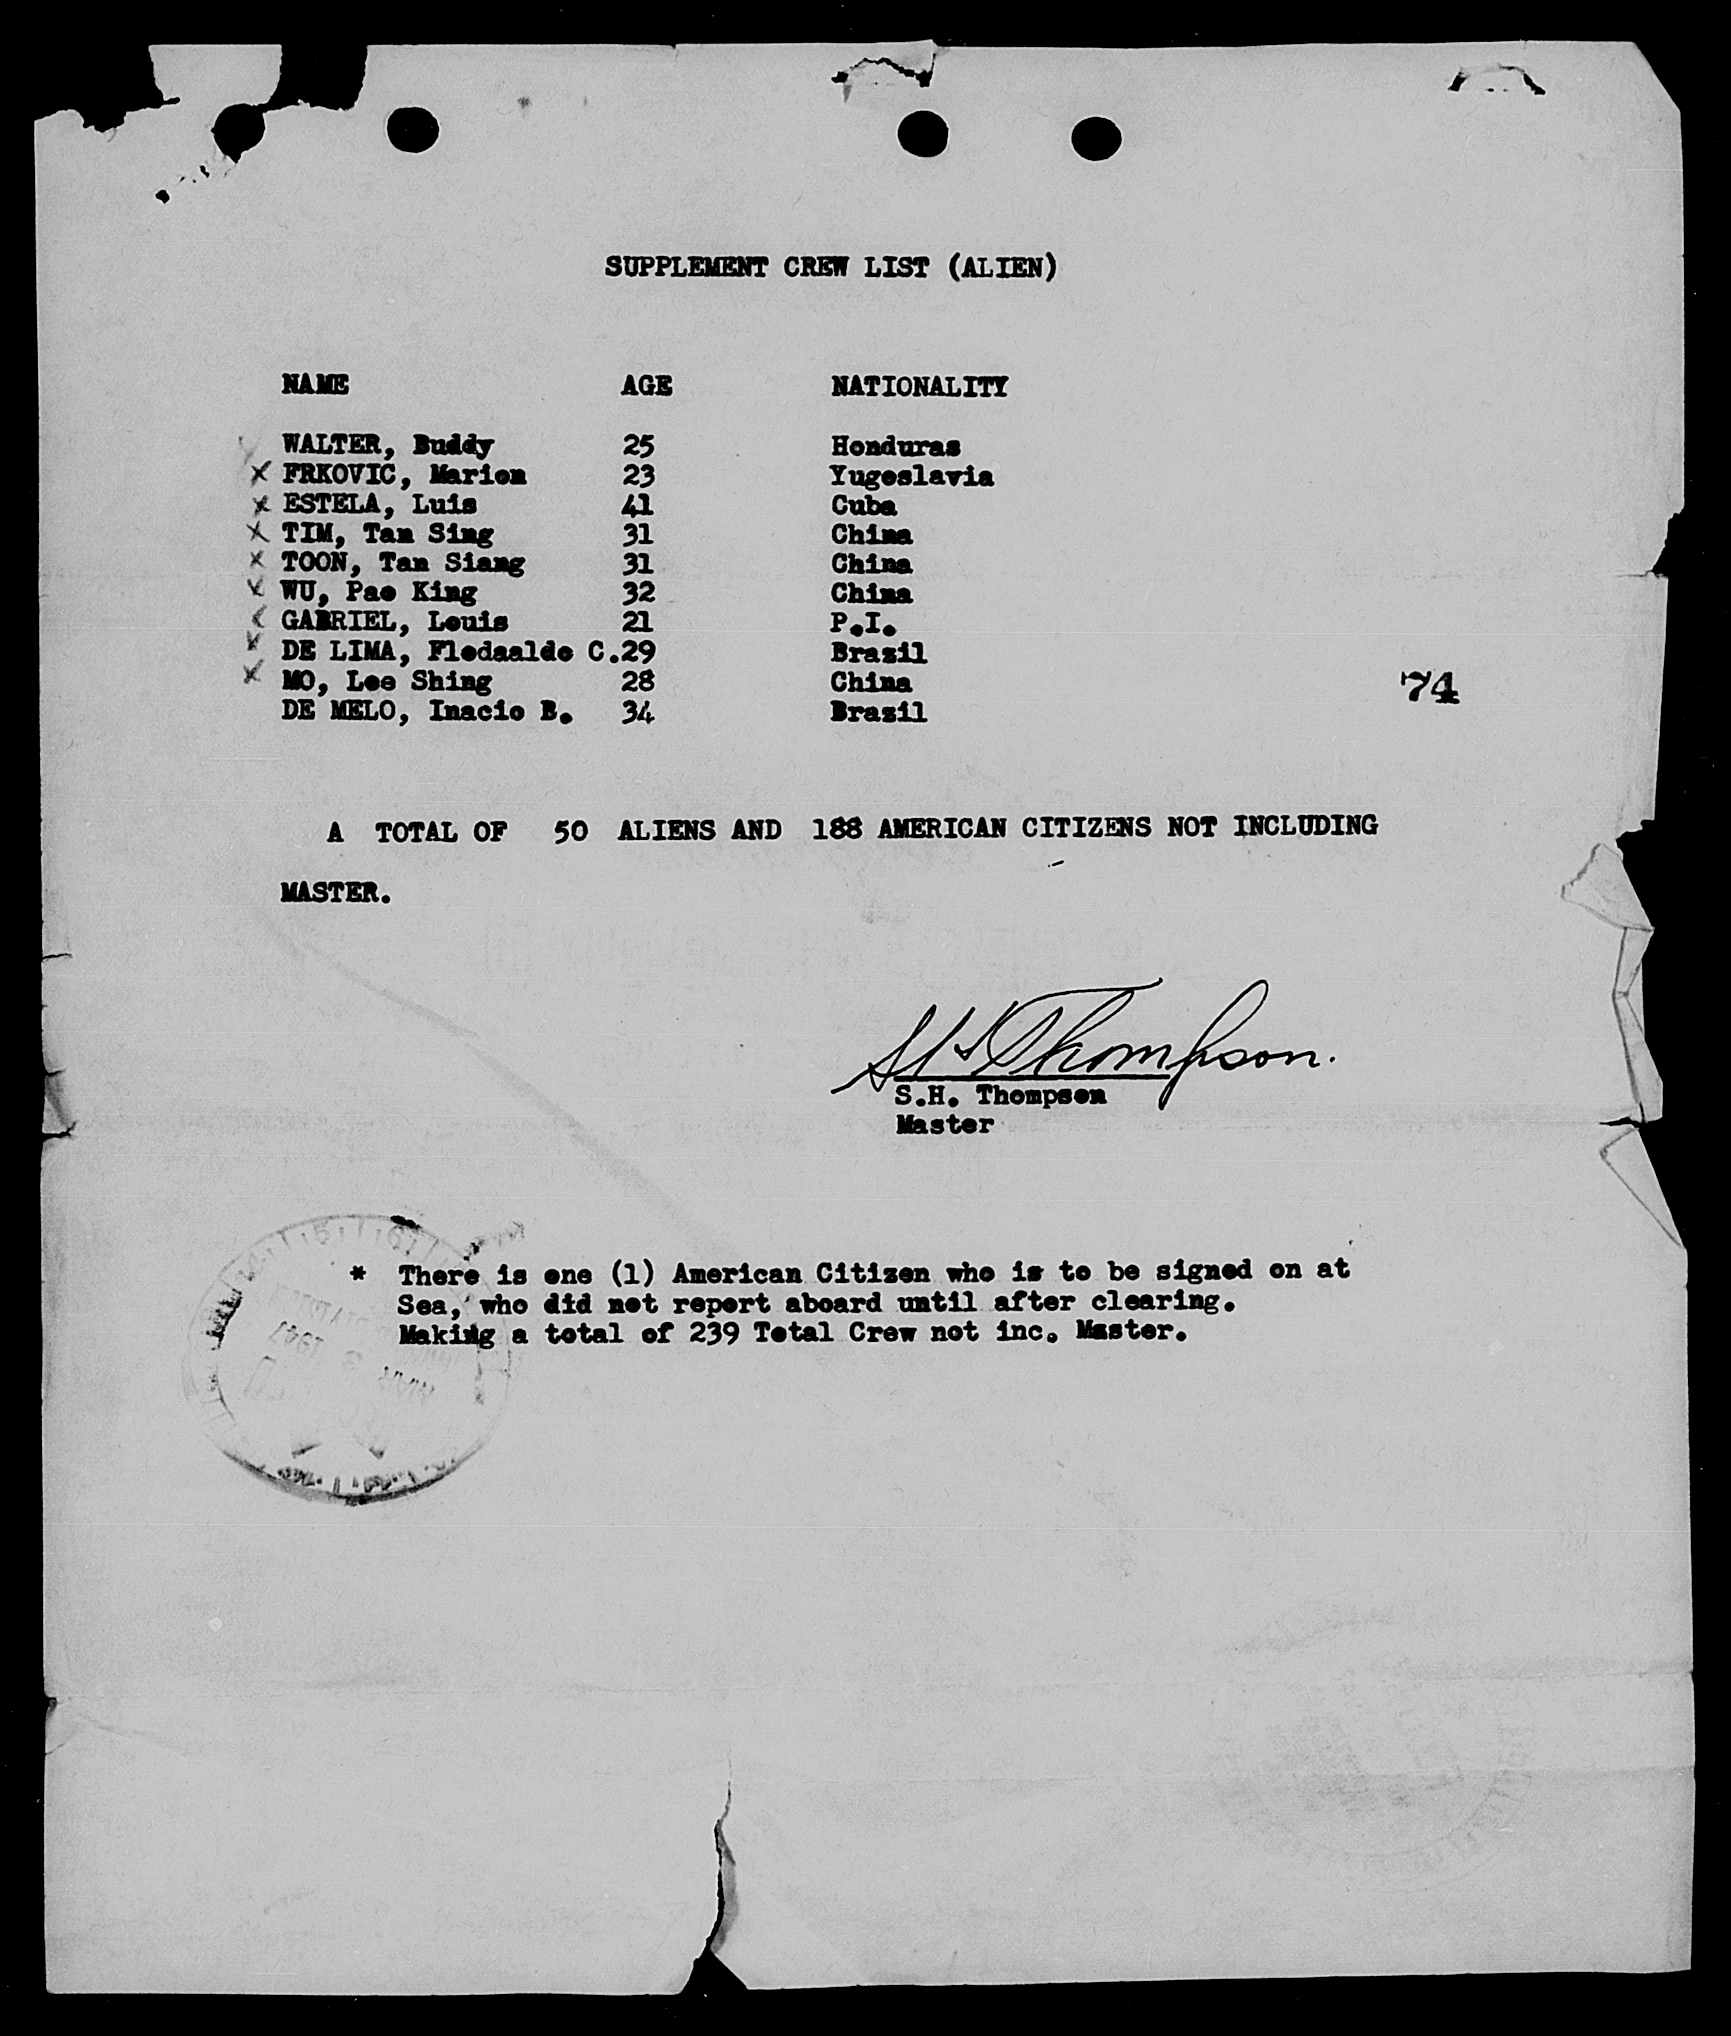 SUPPLEMENT CREW LIST (ALIEN)
NAME AGE NATIONALITY
WALTER, Buddy 25 Honduras
x FRKOVIC, Marion 23 Yugoslavia
x ESTELA, Luis 41 Cuba
x TIM, Tan Sing 31 China
x TOON, Tan Siang 31 China
x WU, Pao King 32 China
x GABRIEL, Louis 21 P.I.
x DE LIMA, Flodaaldo C.29 Brazil
x MO, Lee Shing 28 China
74
DE MELO, Inacio B. 34 Brazil
A TOTAL OF 50 ALIENS AND 188 AMERICAN CITIZENS NOT INCLUDING
MASTER.
SH Thompson.
S.H. Thompson
Master
* There is one (1) American Citizen who is to be signed on at
Sea, who did not report aboard until after clearing.
Making a total of 239 Total Crew not inc. Master.
1947